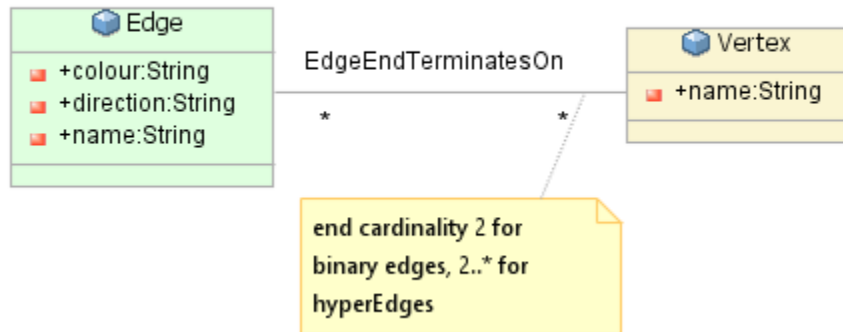 Edge
+colour:String
+direction:String
+name:String
EdgeEndTerminatesOn
* *
Vertex
+name:String
end cardinality 2 for
binary edges, 2..* for
hyperEdges